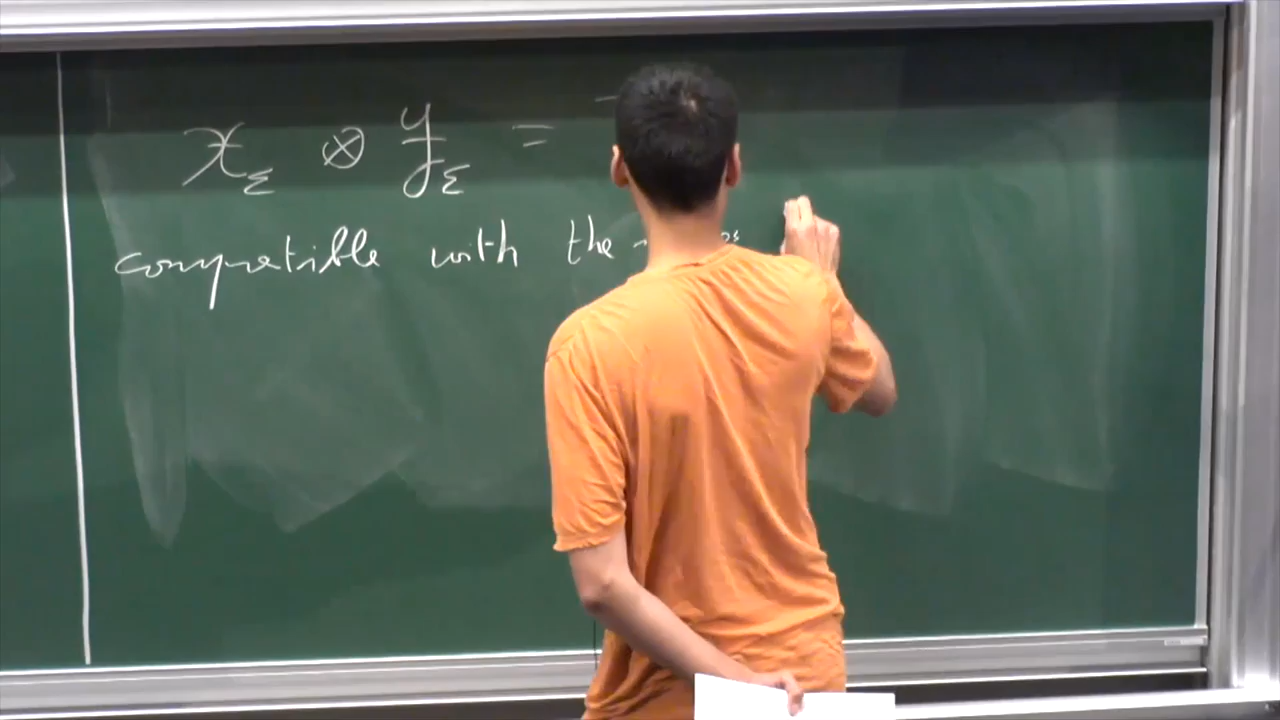 x_Σ ⊗ y_Σ =
compatible with the